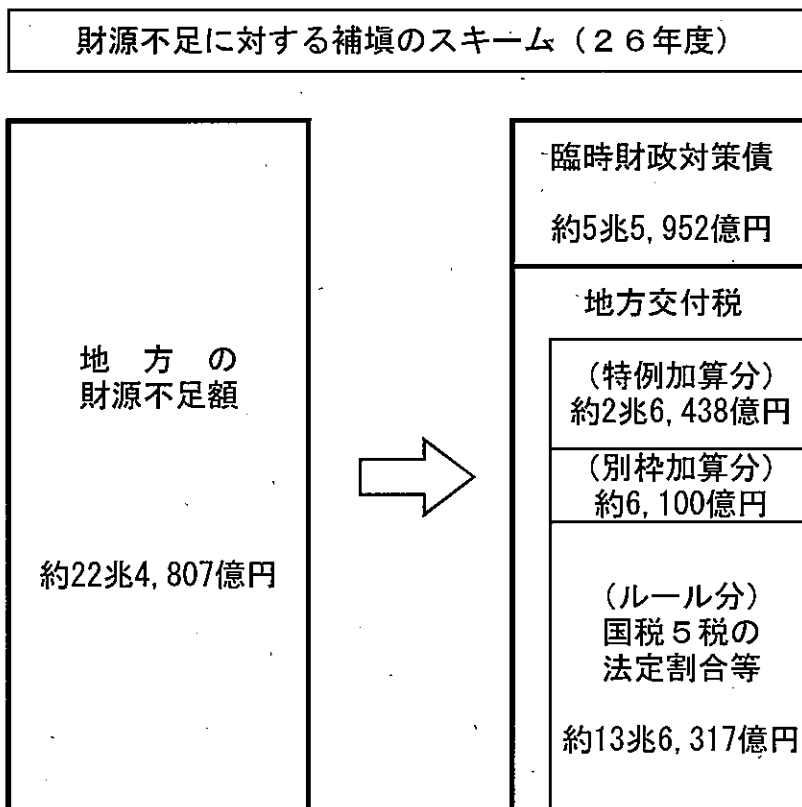 財源不足に対する補塡のスキーム（２６年度）
地方の
財源不足額
約22兆4,807億円
臨時財政対策債
約5兆5,952億円
地方交付税
（特例加算分）
約2兆6,438億円
（別枠加算分）
約6,100億円
（ルール分）
国税５税の
法定割合等
約13兆6,317億円